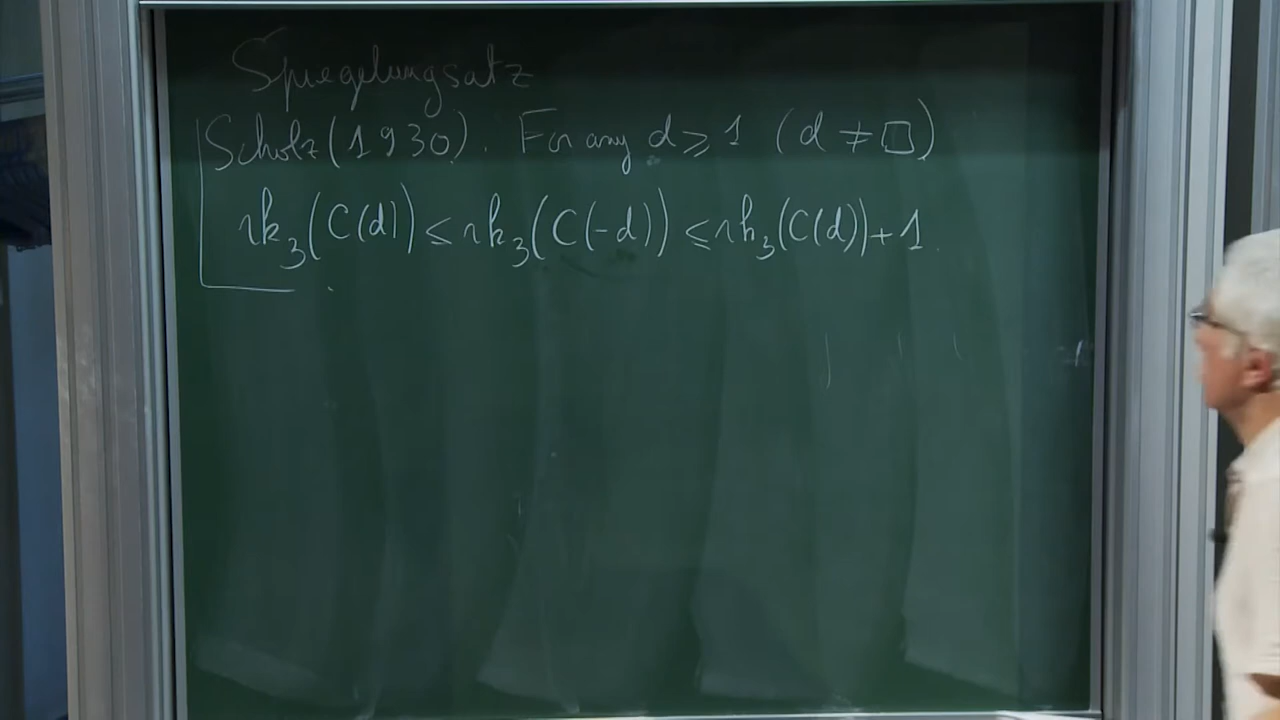 Spiegelungsatz
Scholz (1930). For any d ⩾ 1 (d ≠ □)
rk₃(C(d)) ≤ rk₃(C(-d)) ≤ rk₃(C(d)) + 1